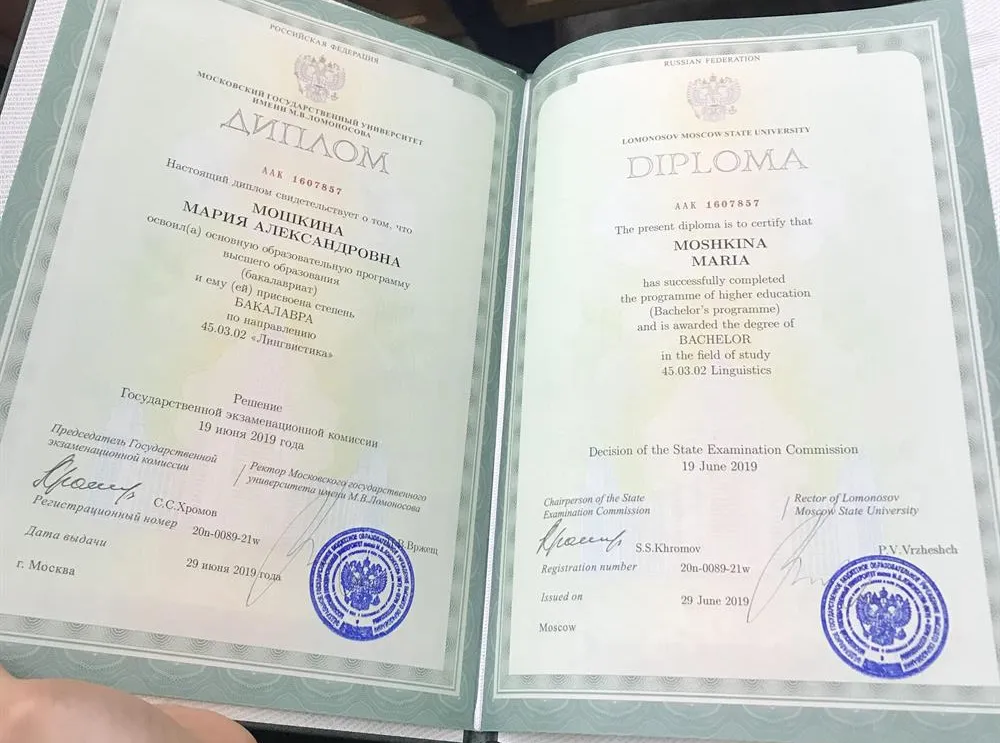 РОССИЙСКАЯ ФЕДЕРАЦИЯ
МОСКОВСКИЙ ГОСУДАРСТВЕННЫЙ УНИВЕРСИТЕТ
ИМЕНИ М.В.ЛОМОНОСОВА
ДИПЛОМ
ААК 1607857
Настоящий диплом свидетельствует о том, что
МОШКИНА
МАРИЯ АЛЕКСАНДРОВНА
освоил(а) основную образовательную программу
высшего образования
(бакалавриат)
и ему (ей) присвоена степень
БАКАЛАВРА
по направлению
45.03.02 «Лингвистика»
Решение
Государственной экзаменационной комиссии
19 июня 2019 года
Председатель Государственной
экзаменационной комиссии
С.С.Хромов
Ректор Московского государственного
университета имени М.В.Ломоносова
В.Вржещ
Регистрационный номер 20п-0089-21w
Дата выдачи 29 июня 2019 года
г. Москва
RUSSIAN FEDERATION
LOMONOSOV MOSCOW STATE UNIVERSITY
DIPLOMA
ААК 1607857
The present diploma is to certify that
MOSHKINA
MARIA
has successfully completed
the programme of higher education
(Bachelor's programme)
and is awarded the degree of
BACHELOR
in the field of study
45.03.02 Linguistics
Decision of the State Examination Commission
19 June 2019
Chairperson of the State
Examination Commission
S.S.Khromov
Rector of Lomonosov
Moscow State University
P.V.Vrzheshch
Registration number 20n-0089-21w
Issued on 29 June 2019
Moscow